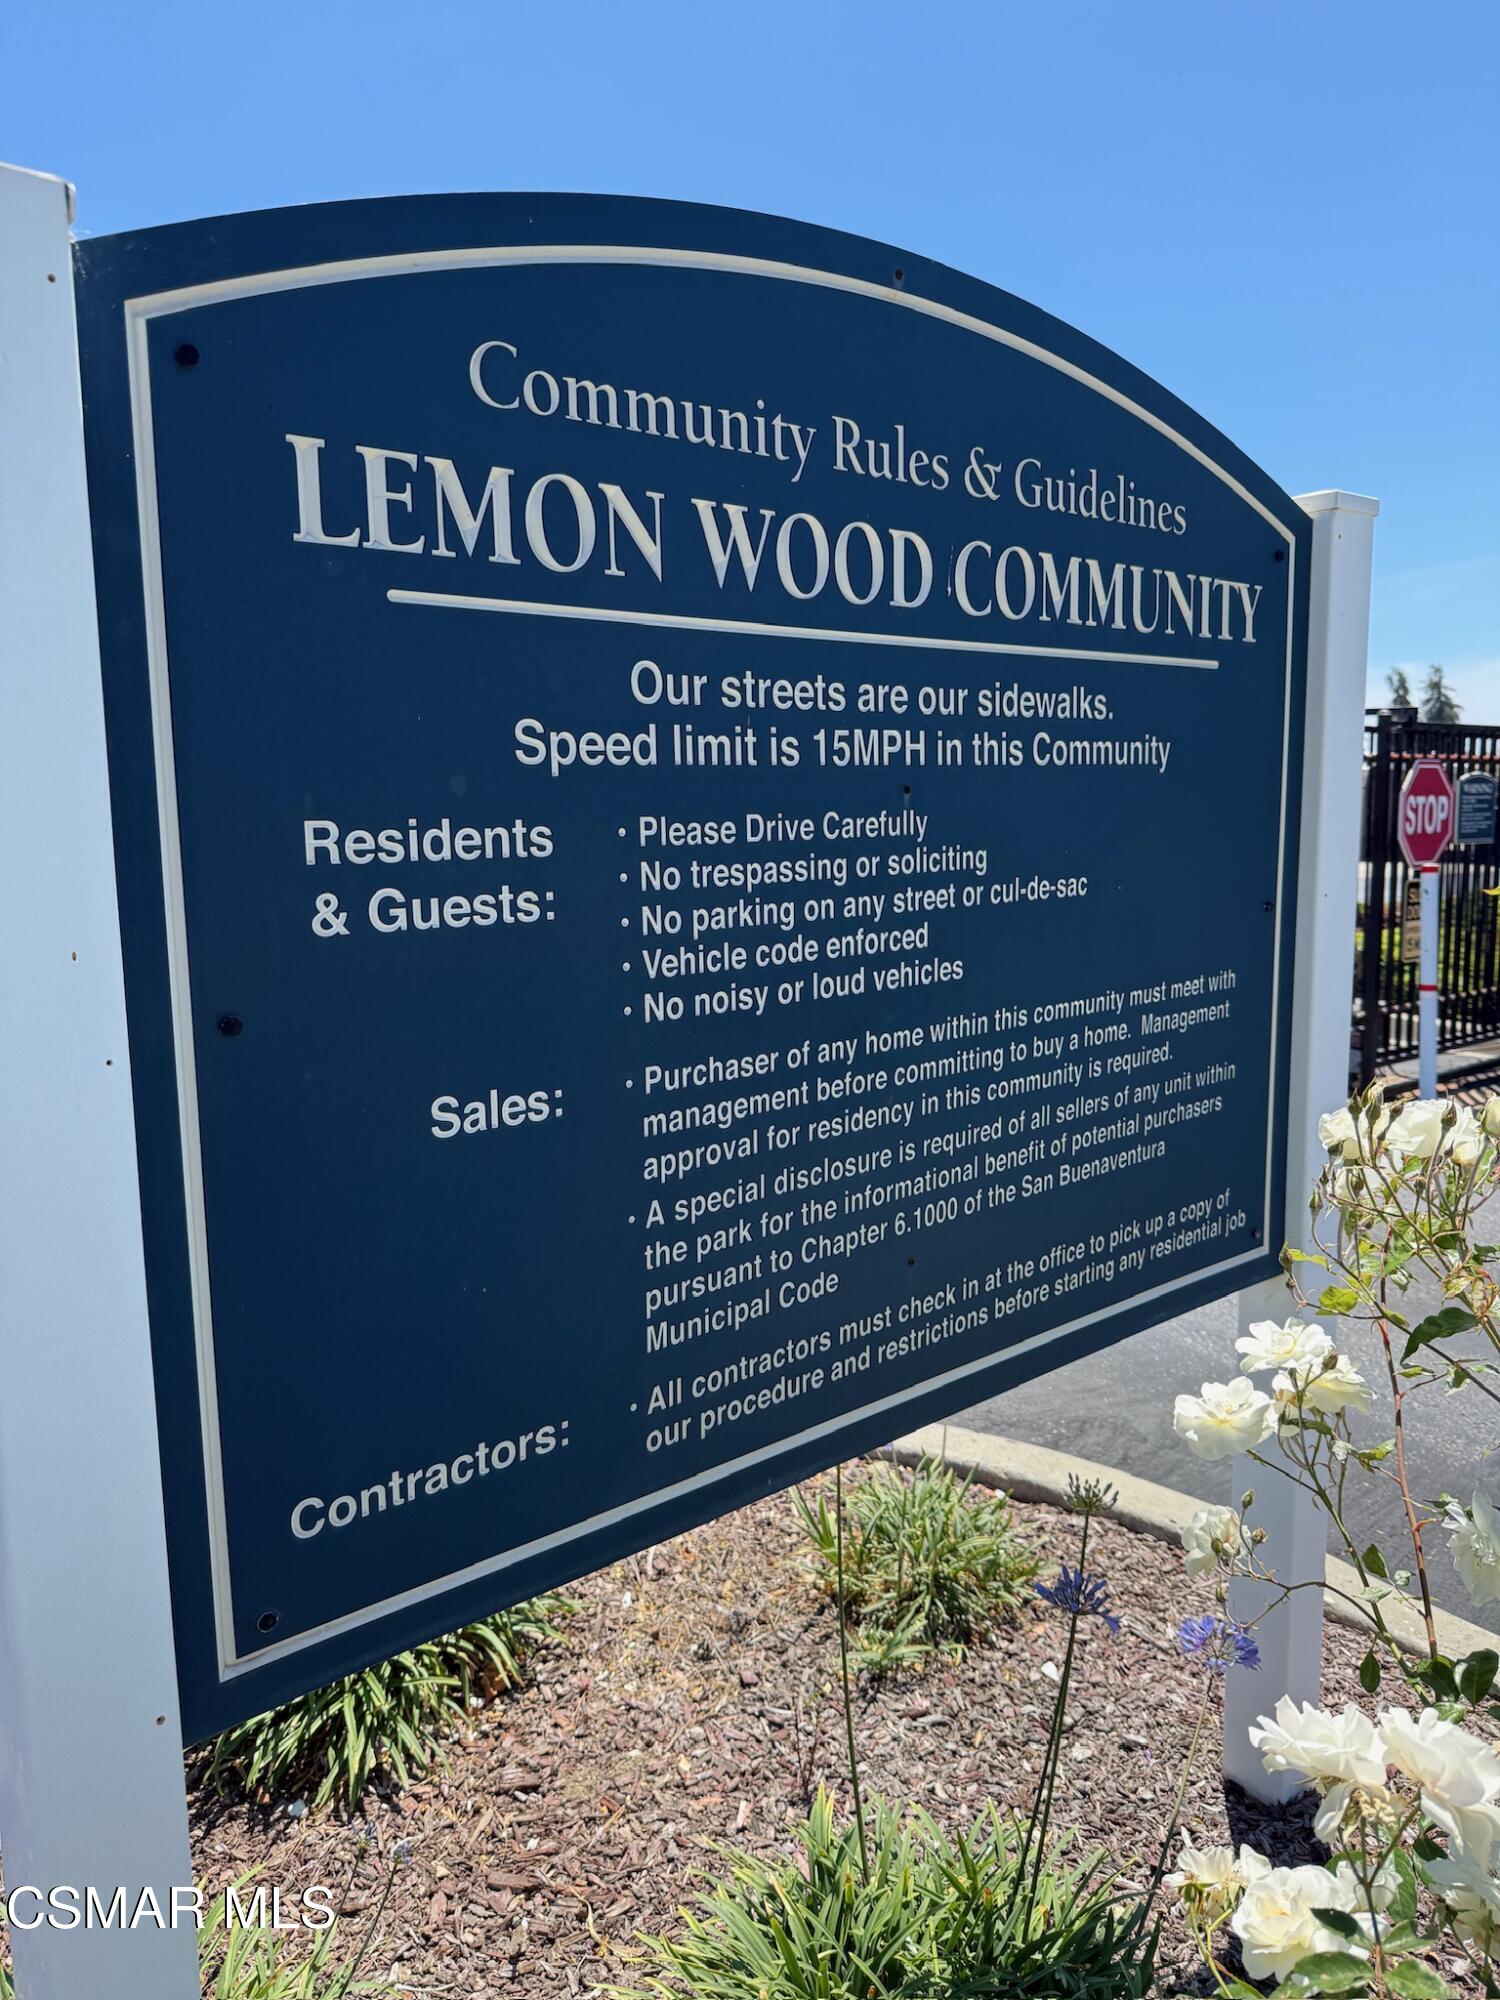 Community Rules & Guidelines
LEMON WOOD COMMUNITY
Our streets are our sidewalks.
Speed limit is 15MPH in this Community
Residents
& Guests:
· Please Drive Carefully
· No trespassing or soliciting
· No parking on any street or cul-de-sac
· Vehicle code enforced
· No noisy or loud vehicles
Sales:
· Purchaser of any home within this community must meet with
management before committing to buy a home. Management
approval for residency in this community is required.
· A special disclosure is required of all sellers of any unit within
the park for the informational benefit of potential purchasers
pursuant to Chapter 6.1000 of the San Buenaventura
Municipal Code
Contractors:
· All contractors must check in at the office to pick up a copy of
our procedure and restrictions before starting any residential job
STOP
WARNING
CSMAR MLS